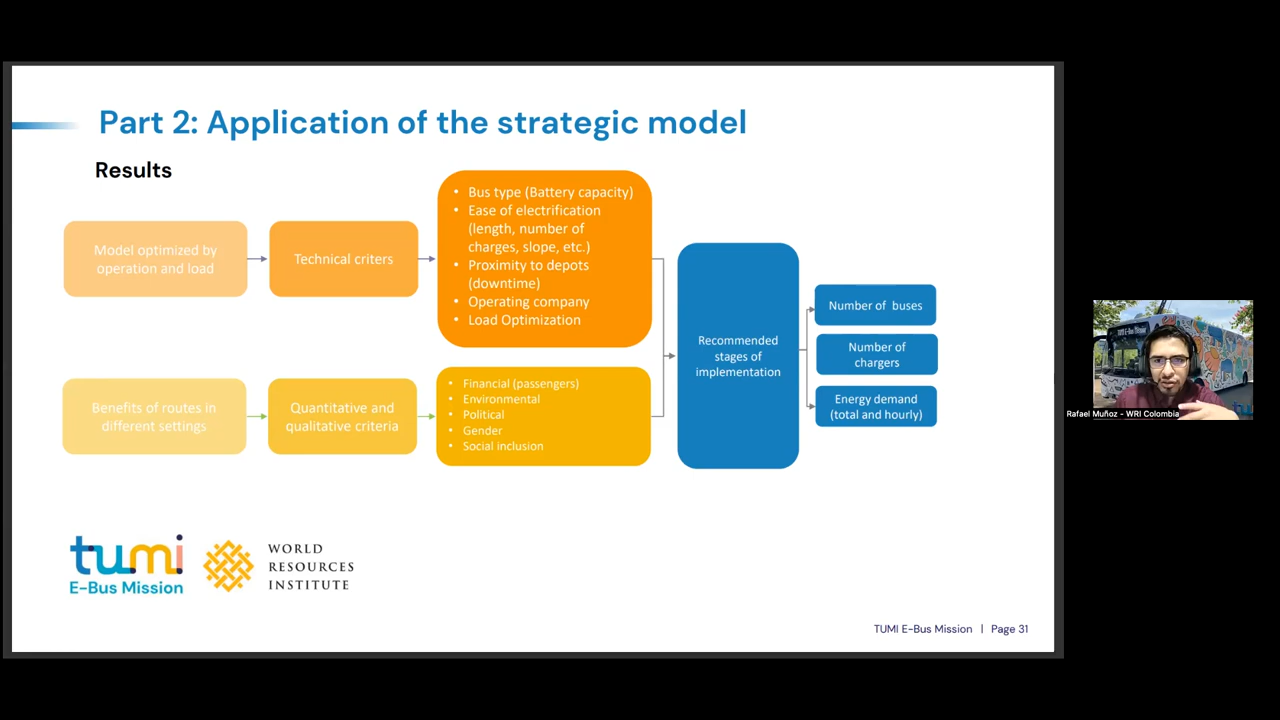 Part 2: Application of the strategic model
Results
Model optimized by
operation and load
Technical criters
• Bus type (Battery capacity)
• Ease of electrification
(length, number of
charges, slope, etc.)
• Proximity to depots
(downtime)
• Operating company
• Load Optimization
Benefits of routes in
different settings
Quantitative and
qualitative criteria
• Financial (passengers)
• Environmental
• Political
• Gender
• Social inclusion
Recommended
stages of
implementation
Number of buses
Number of
chargers
Energy demand
(total and hourly)
tumi
E-Bus Mission
WORLD
RESOURCES
INSTITUTE
TUMI E-Bus Mission | Page 31
Rafael Muñoz - WRI Colombia